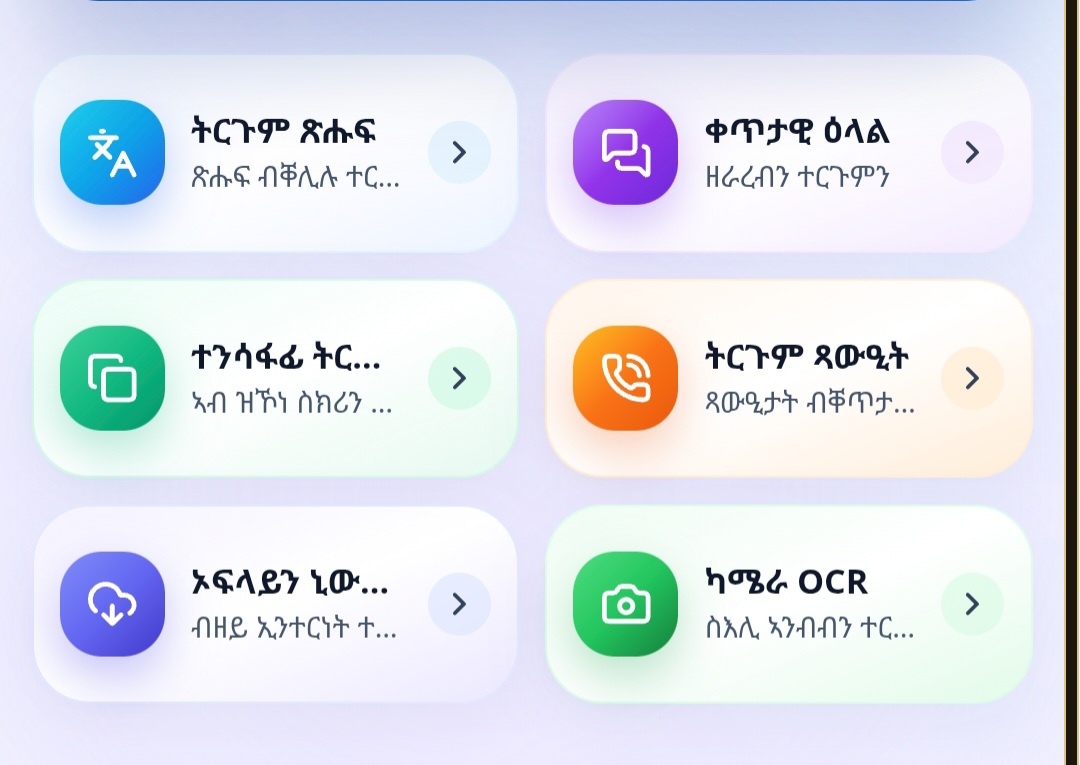 ትርጉም ጽሑፍ
ጽሑፍ ብቐሊሉ ተር...
ቀጥታዊ ዕላል
ዘራረብን ተርጉምን
ተንሳፋፊ ትር...
ኣብ ዝኾነ ስክሪን ...
ትርጉም ጻውዒት
ጻውዒታት ብቐጥታ...
ኦፍላይን ኒው...
ብዘይ ኢንተርነት ተ...
ካሜራ OCR
ስእሊ ኣንብብን ተር...